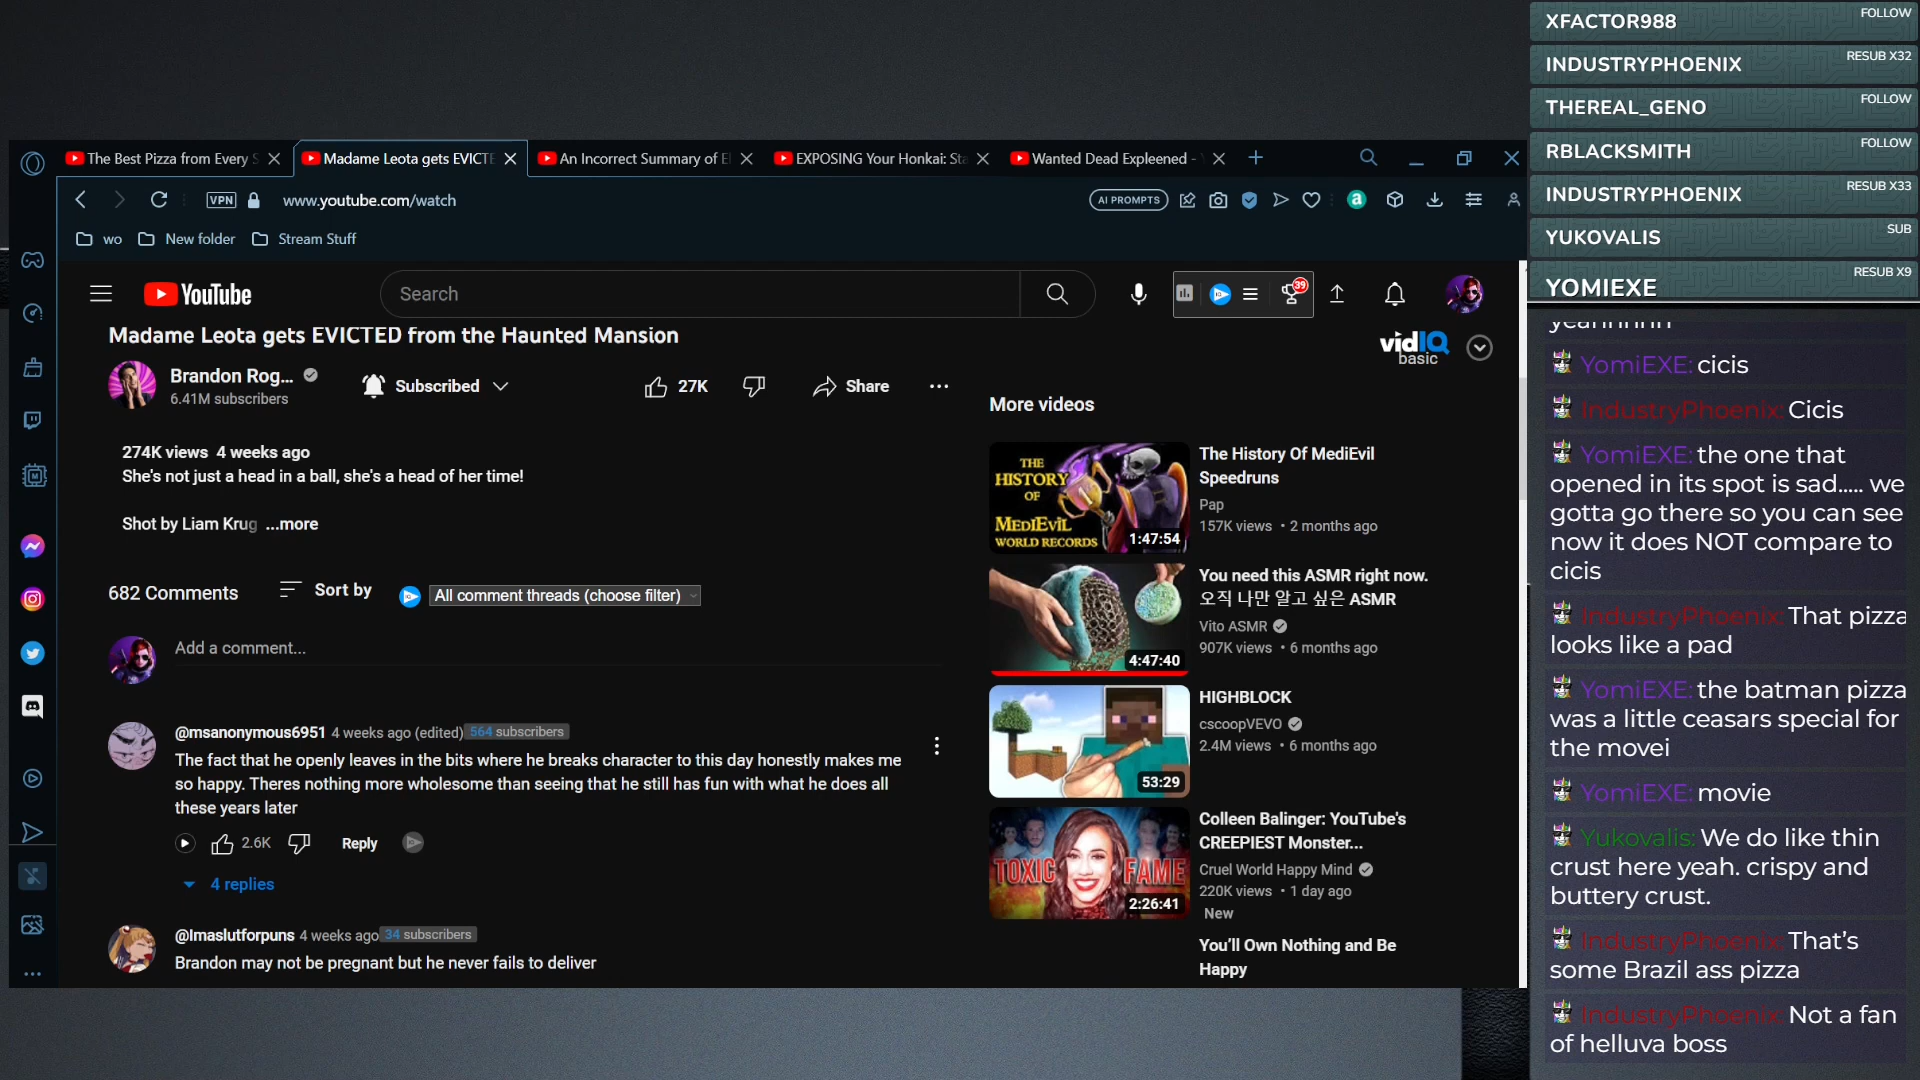 The Best Pizza from Every S
Madame Leota gets EVICTE
An Incorrect Summary of E
EXPOSING Your Honkai: Sta
Wanted Dead Expleened -
VPN
www.youtube.com/watch
AI PROMPTS
wo
New folder
Stream Stuff
YouTube
Search
39
Madame Leota gets EVICTED from the Haunted Mansion
vidIQ
basic
Brandon Rog...
6.41M subscribers
Subscribed
27K
Share
274K views 4 weeks ago
She's not just a head in a ball, she's a head of her time!
Shot by Liam Krug ...more
682 Comments
Sort by
All comment threads (choose filter)
Add a comment...
@msanonymous6951 4 weeks ago (edited) 564 subscribers
The fact that he openly leaves in the bits where he breaks character to this day honestly makes me
so happy. Theres nothing more wholesome than seeing that he still has fun with what he does all
these years later
2.6K
Reply
4 replies
@Imaslutforpuns 4 weeks ago 34 subscribers
Brandon may not be pregnant but he never fails to deliver
More videos
THE
HISTORY
OF
MEDIEVIL
WORLD RECORDS
1:47:54
The History Of MediEvil
Speedruns
Pap
157K views • 2 months ago
4:47:40
You need this ASMR right now.
오직 나만 알고 싶은 ASMR
Vito ASMR
907K views • 6 months ago
53:29
HIGHBLOCK
cscoopVEVO
2.4M views • 6 months ago
TOXIC FAME
2:26:41
Colleen Balinger: YouTube's
CREEPIEST Monster...
Cruel World Happy Mind
220K views • 1 day ago
New
You'll Own Nothing and Be
Happy
XFACTOR988
FOLLOW
INDUSTRYPHOENIX
RESUB X32
THEREAL_GENO
FOLLOW
RBLACKSMITH
FOLLOW
INDUSTRYPHOENIX
RESUB X33
YUKOVALIS
SUB
YOMIEXE
RESUB X9
YomiEXE: cicis
IndustryPhoenix: Cicis
YomiEXE: the one that
opened in its spot is sad..... we
gotta go there so you can see
now it does NOT compare to
cicis
IndustryPhoenix: That pizza
looks like a pad
YomiEXE: the batman pizza
was a little ceasars special for
the movei
YomiEXE: movie
Yukovalis: We do like thin
crust here yeah. crispy and
buttery crust.
IndustryPhoenix: That's
some Brazil ass pizza
IndustryPhoenix: Not a fan
of helluva boss